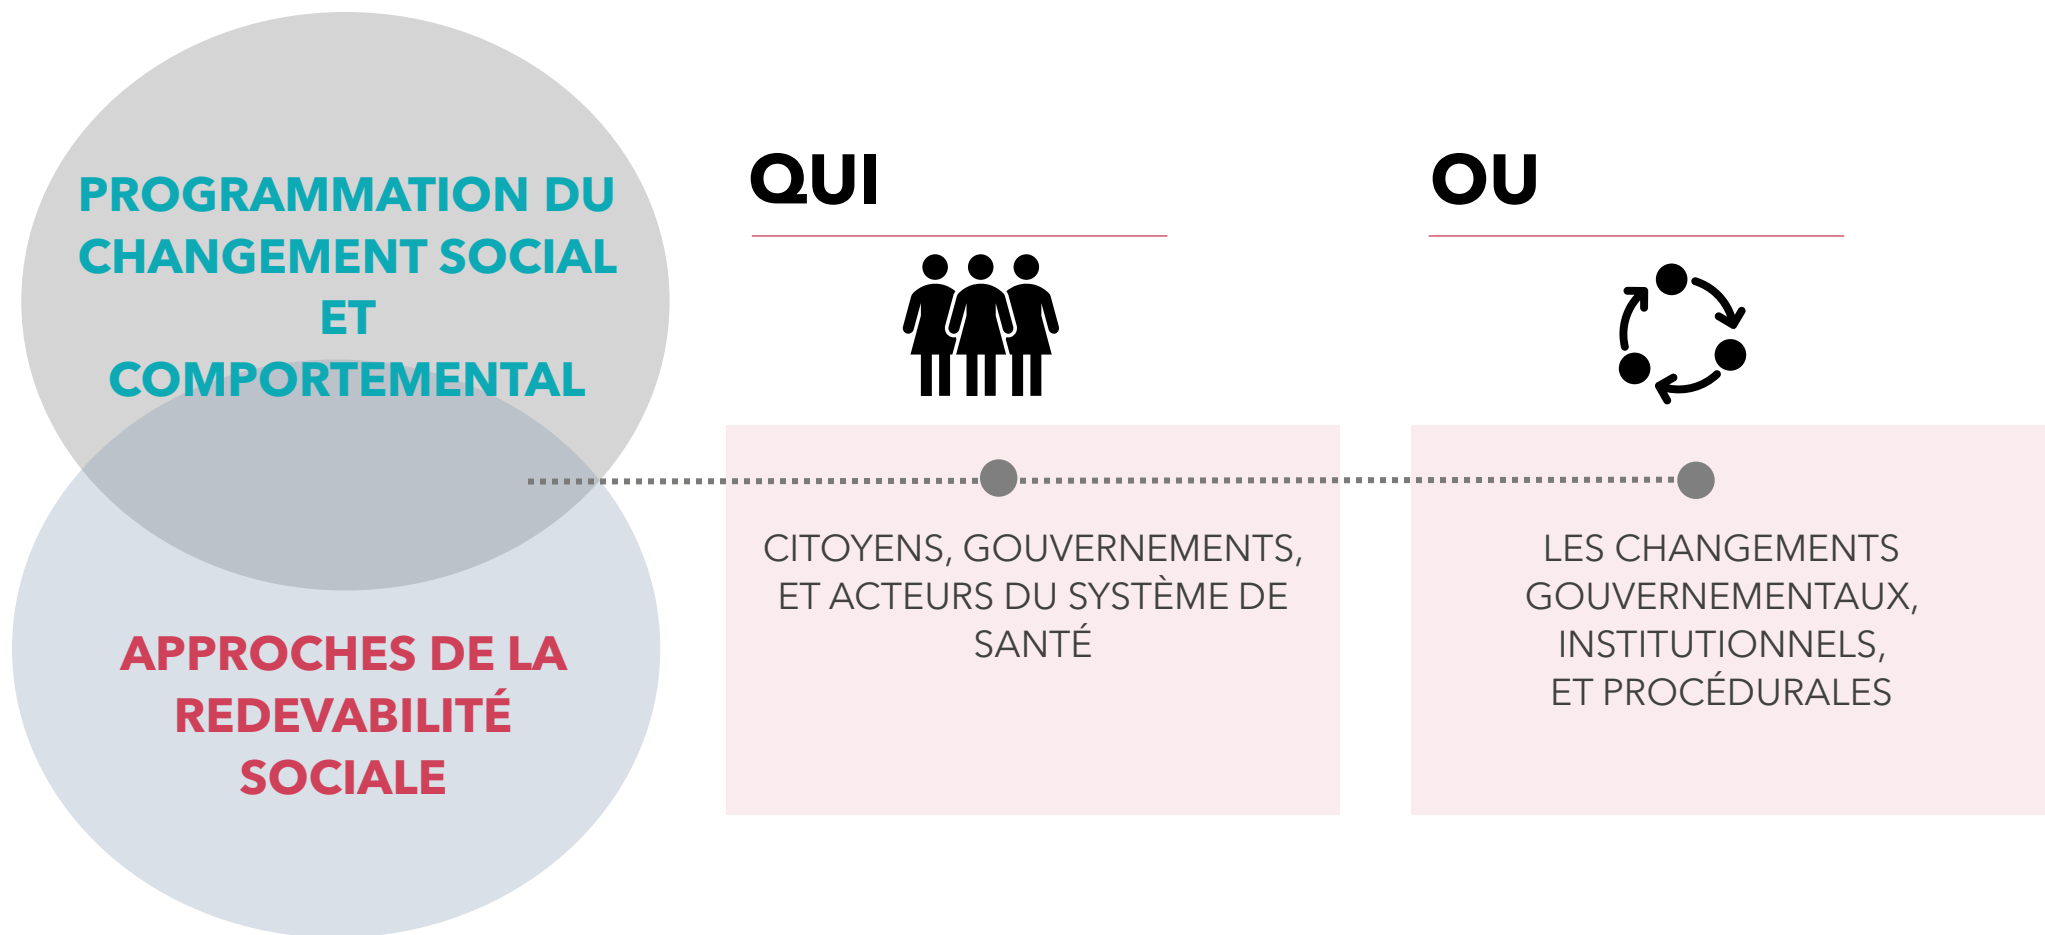 PROGRAMMATION DU
CHANGEMENT SOCIAL
ET
COMPORTEMENTAL
APPROCHES DE LA
REDEVABILITÉ
SOCIALE
QUI
CITOYENS, GOUVERNEMENTS,
ET ACTEURS DU SYSTÈME DE
SANTÉ
OU
LES CHANGEMENTS
GOUVERNEMENTAUX,
INSTITUTIONNELS,
ET PROCÉDURALES